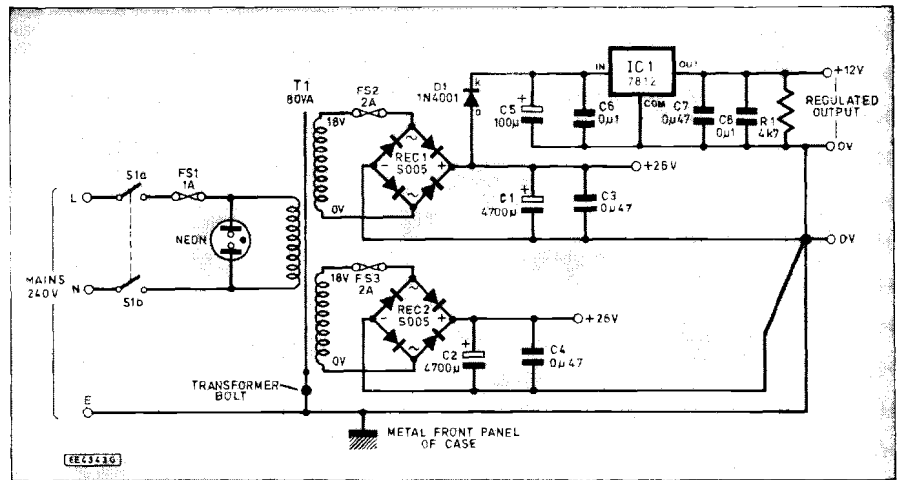 T1
80VA
FS2
2A
18V
0V
REC1
S005
D1
1N4001
k
a
C5
100µ
+
C6
0µ1
IN
IC1
7812
OUT
COM
C7
0µ47
C8
0µ1
R1
4k7
+12V
REGULATED
OUTPUT
0V
+26V
+
C1
4700µ
C3
0µ47
0V
S1a
FS1
1A
L
NEON
MAINS
240V
N
S1b
18V
FS3
2A
0V
REC2
S005
+26V
+
C2
4700µ
C4
0µ47
TRANSFORMER
BOLT
E
METAL FRONT PANEL
OF CASE